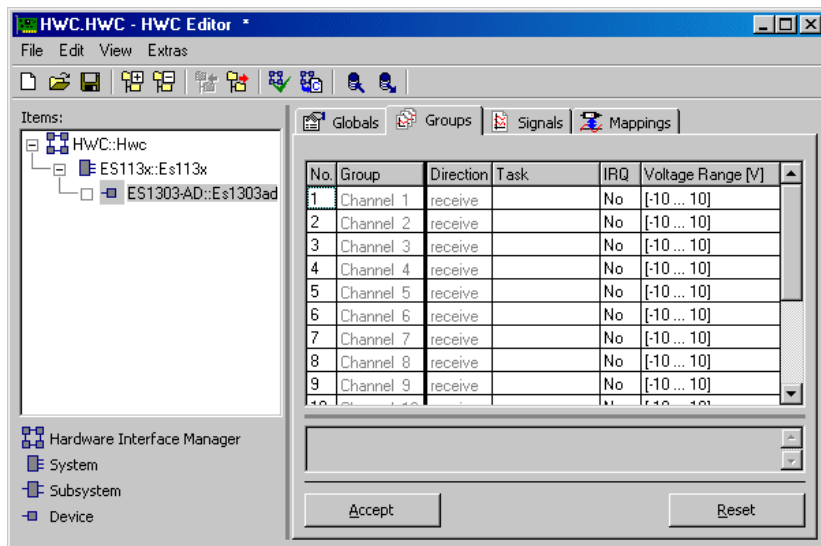 HWC.HWC - HWC Editor *
File Edit View Extras
Items:
HWC::Hwc
ES113x::Es113x
ES1303-AD::Es1303ad
Globals Groups Signals Mappings
No. Group Direction Task IRQ Voltage Range [V]
1 Channel 1 receive No [-10 ... 10]
2 Channel 2 receive No [-10 ... 10]
3 Channel 3 receive No [-10 ... 10]
4 Channel 4 receive No [-10 ... 10]
5 Channel 5 receive No [-10 ... 10]
6 Channel 6 receive No [-10 ... 10]
7 Channel 7 receive No [-10 ... 10]
8 Channel 8 receive No [-10 ... 10]
9 Channel 9 receive No [-10 ... 10]
Hardware Interface Manager
System
Subsystem
Device
Accept Reset